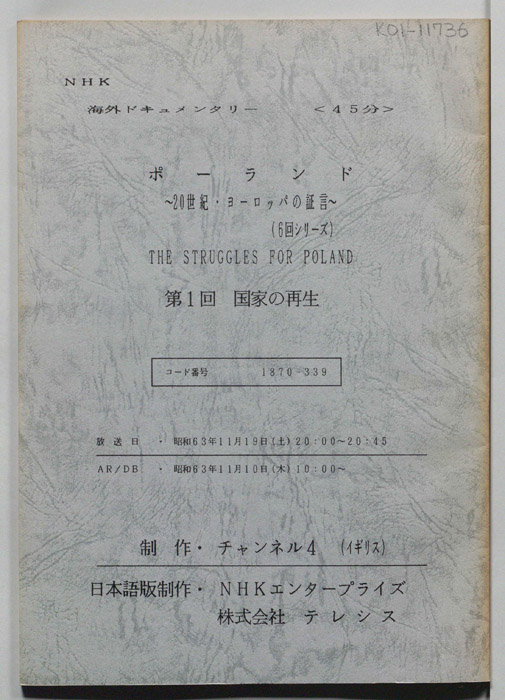 K01-11736
NHK
海外ドキュメンタリー <45分>
ポーランド
~20世紀・ヨーロッパの証言~
(6回シリーズ)
THE STRUGGLES FOR POLAND
第1回 国家の再生
コード番号 1870-339
放送日 ・ 昭和63年11月19日(土)20:00~20:45
AR/DB ・ 昭和63年11月10日(木)10:00~
制作・チャンネル4 (イギリス)
日本語版制作・NHKエンタープライズ
株式会社 テレシス